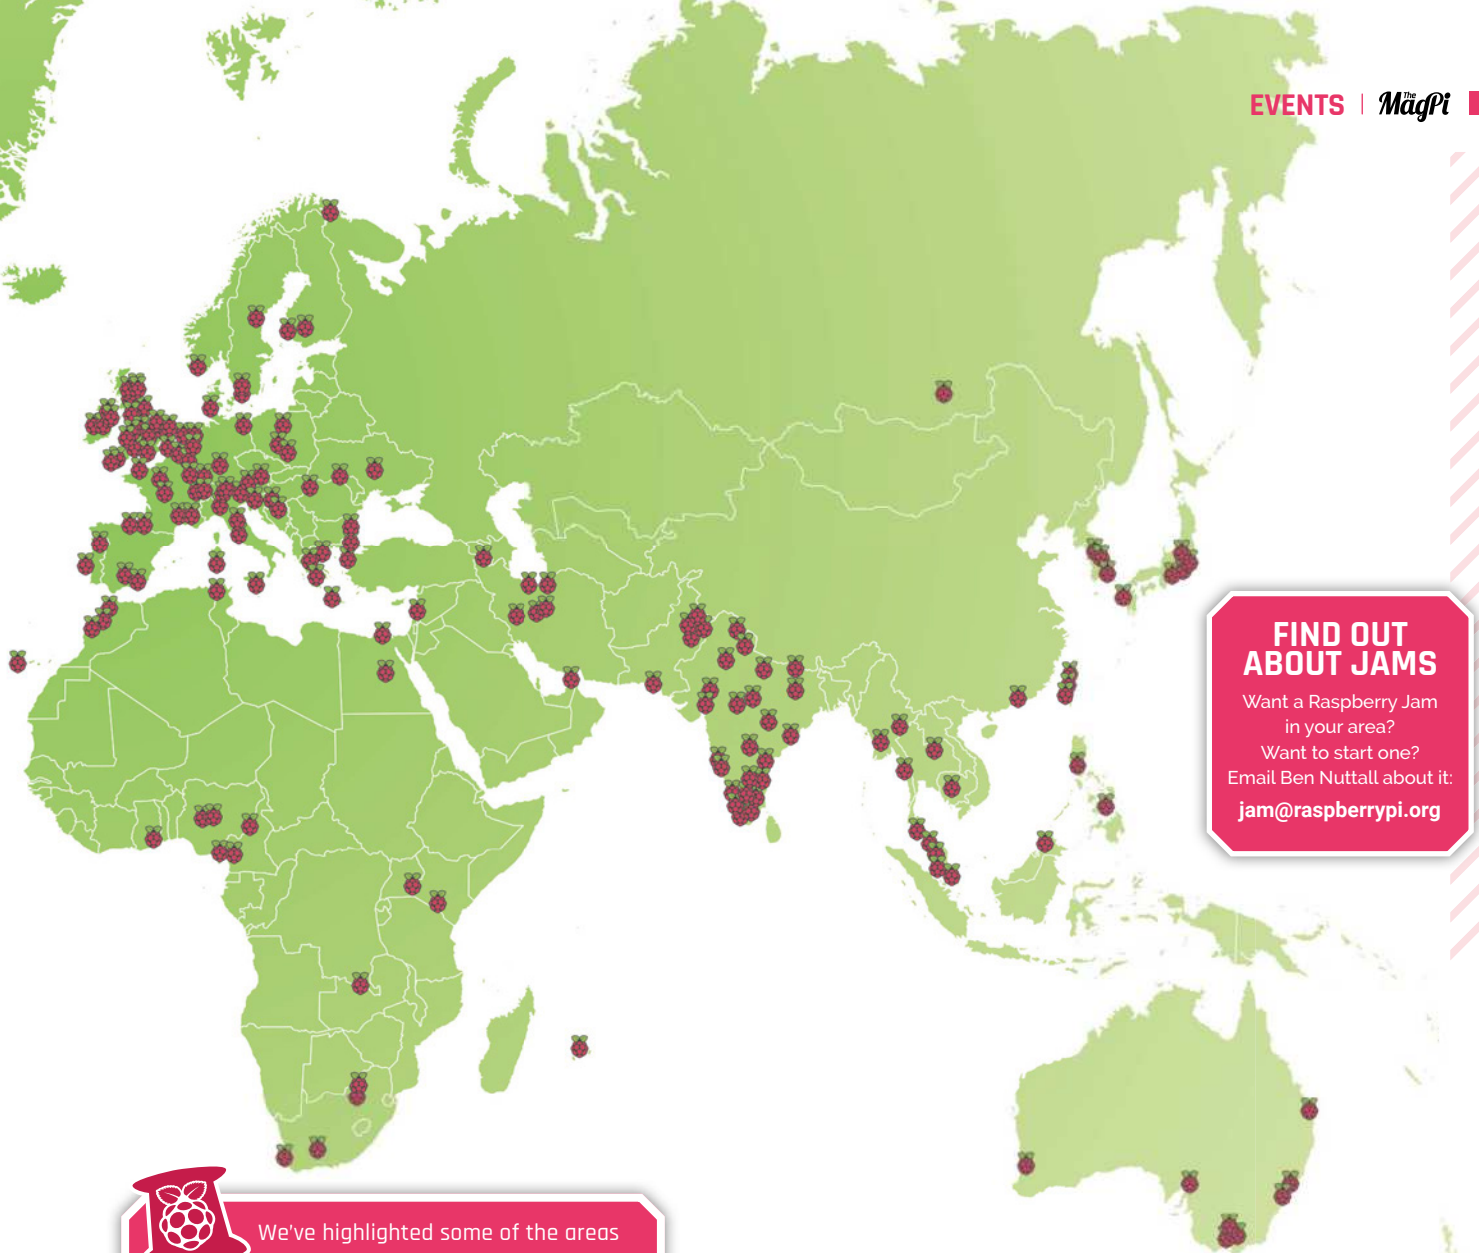 EVENTS
The MagPi
FIND OUT
ABOUT JAMS
Want a Raspberry Jam
in your area?
Want to start one?
Email Ben Nuttall about it:
jam@raspberrypi.org
We've highlighted some of the areas